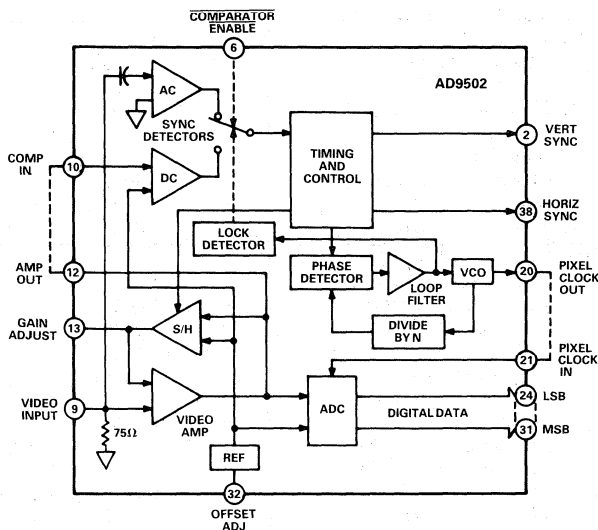 COMPARATOR
ENABLE
6
AD9502
AC
SYNC
DETECTORS
DC
COMP
IN
10
TIMING
AND
CONTROL
2
VERT
SYNC
38
HORIZ
SYNC
LOCK
DETECTOR
AMP
OUT
12
PHASE
DETECTOR
LOOP
FILTER
VCO
20
PIXEL
CLOCK
OUT
GAIN
ADJUST
13
S/H
DIVIDE BY N
21
PIXEL
CLOCK
IN
VIDEO
INPUT
9
75Ω
VIDEO
AMP
ADC
DIGITAL DATA
24
LSB
31
MSB
REF
32
OFFSET
ADJ